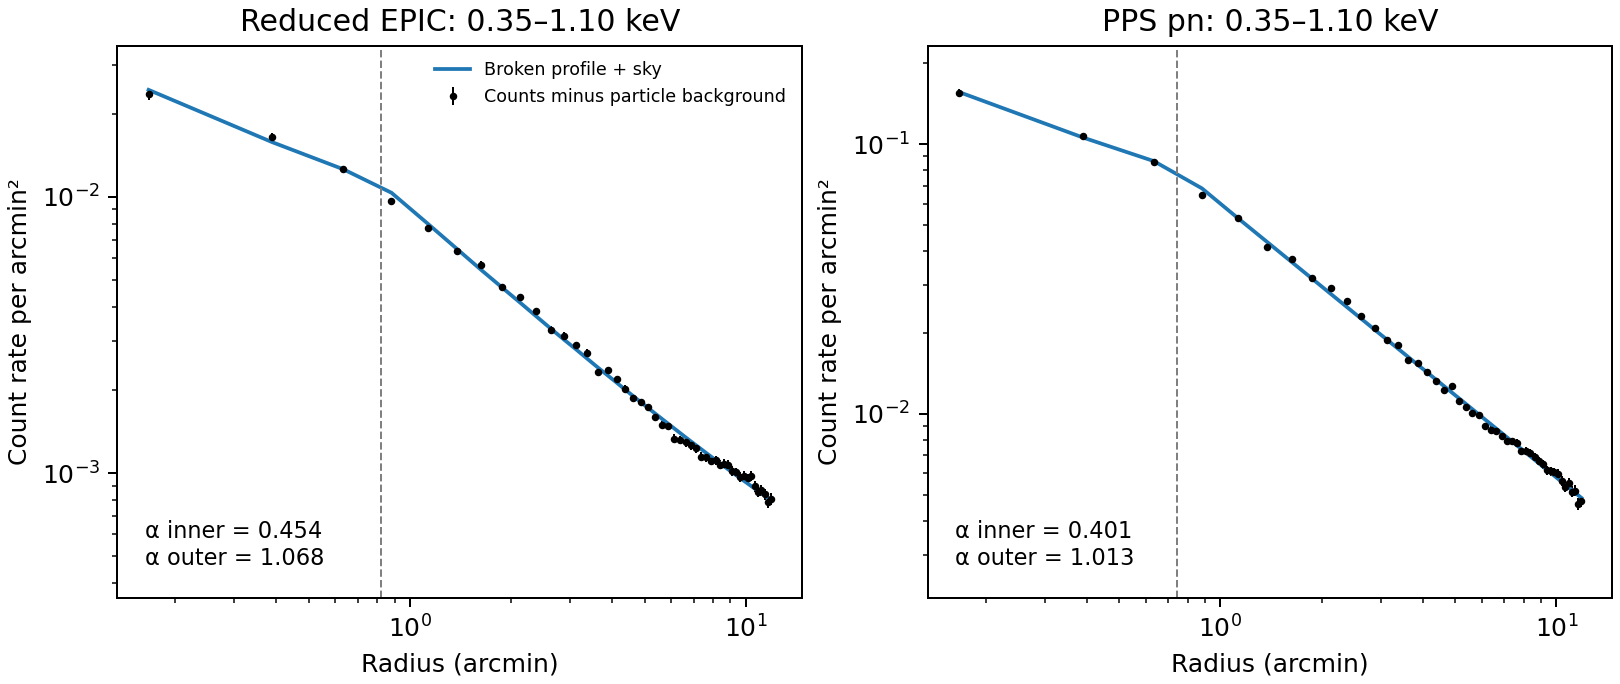 Reduced EPIC: 0.35–1.10 keV
Broken profile + sky
Counts minus particle background
Count rate per arcmin²
10⁻²
10⁻³
α inner = 0.454
α outer = 1.068
10⁰
10¹
Radius (arcmin)
PPS pn: 0.35–1.10 keV
Count rate per arcmin²
10⁻¹
10⁻²
α inner = 0.401
α outer = 1.013
10⁰
10¹
Radius (arcmin)